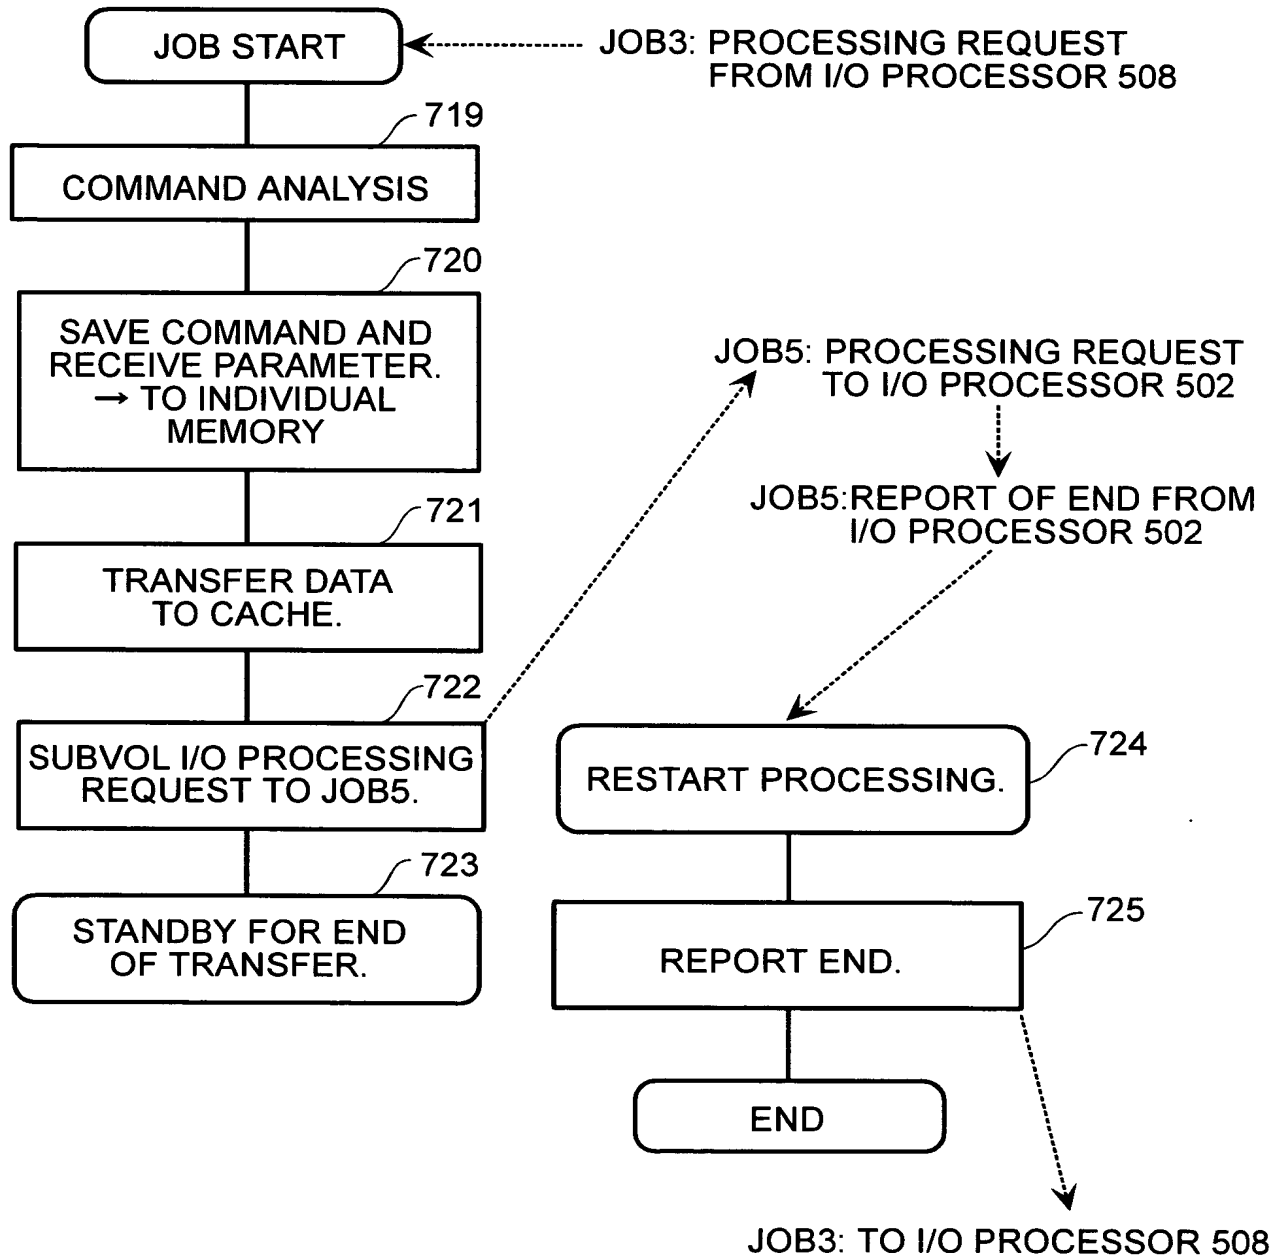 JOB START
JOB3: PROCESSING REQUEST
FROM I/O PROCESSOR 508
719
COMMAND ANALYSIS
720
SAVE COMMAND AND
RECEIVE PARAMETER.
→ TO INDIVIDUAL
MEMORY
721
TRANSFER DATA
TO CACHE.
722
SUBVOL I/O PROCESSING
REQUEST TO JOB5.
723
STANDBY FOR END
OF TRANSFER.
JOB5: PROCESSING REQUEST
TO I/O PROCESSOR 502
JOB5:REPORT OF END FROM
I/O PROCESSOR 502
724
RESTART PROCESSING.
725
REPORT END.
END
JOB3: TO I/O PROCESSOR 508